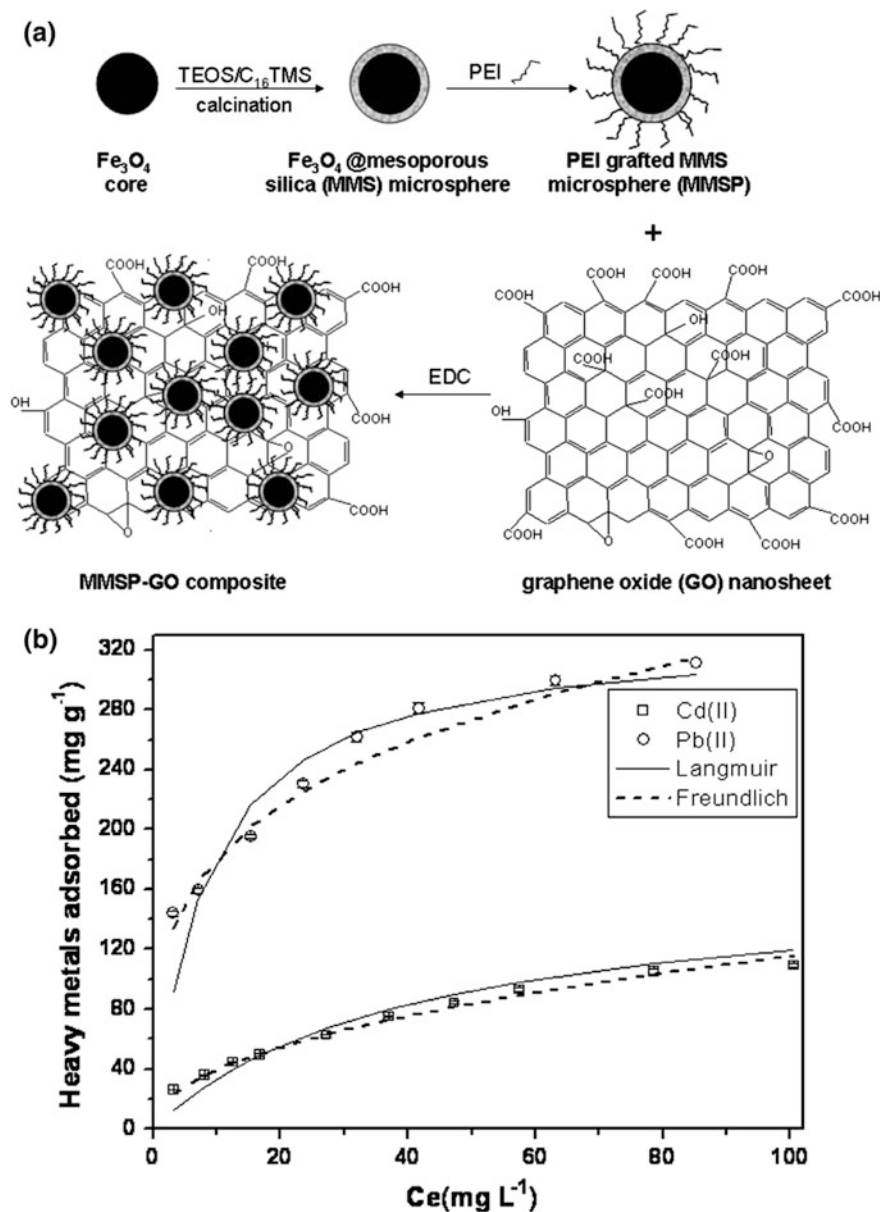 (a)
TEOS/C₁₆TMS
calcination
PEI
Fe₃O₄
core
Fe₃O₄ @mesoporous
silica (MMS) microsphere
PEI grafted MMS
microsphere (MMSP)
+
COOH
COOH
COOH
OH
OH
COOH
COOH
O
O
MMSP-GO composite
EDC
COOH
COOH
COOH
COOH
COOH
COOH
OH
COOH
COOH
COOH
OH
COOH
O
COOH
COOH
COOH
COOH
COOH
O
graphene oxide (GO) nanosheet
(b)
Heavy metals adsorbed (mg g⁻¹)
320
280
240
200
160
120
80
40
0
Cd(II)
Pb(II)
Langmuir
Freundlich
0 20 40 60 80 100
Ce(mg L⁻¹)